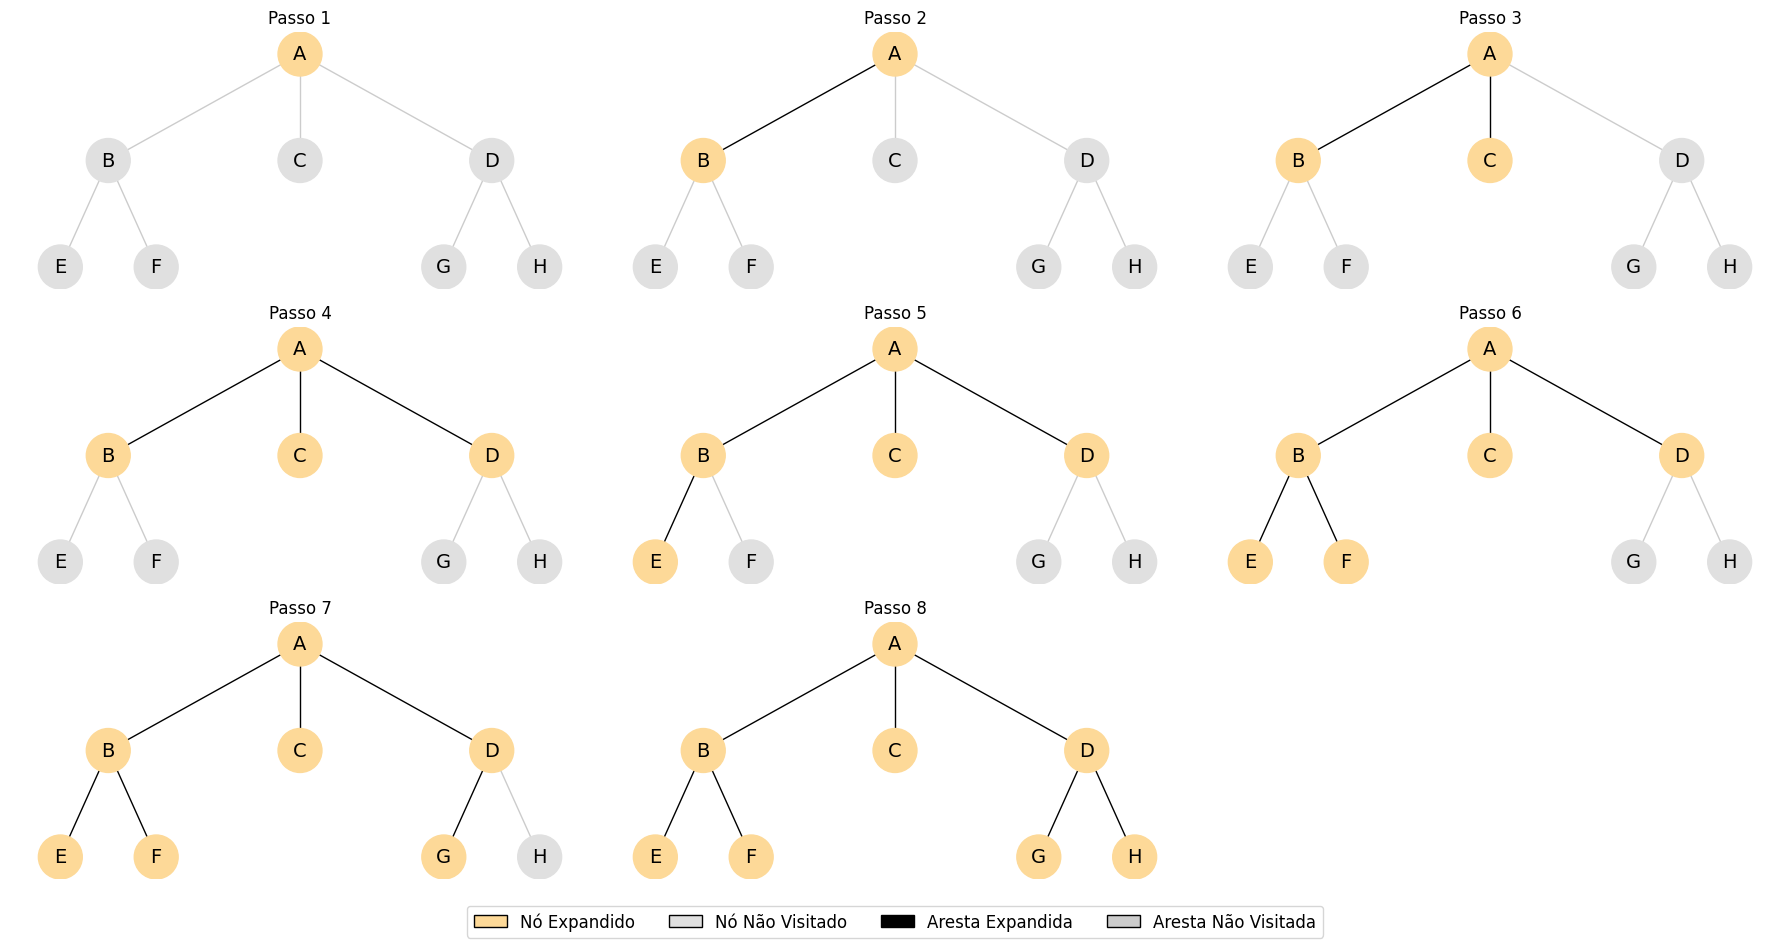 Passo 1
A
B C D
E F G H
Passo 2
A
B C D
E F G H
Passo 3
A
B C D
E F G H
Passo 4
A
B C D
E F G H
Passo 5
A
B C D
E F G H
Passo 6
A
B C D
E F G H
Passo 7
A
B C D
E F G H
Passo 8
A
B C D
E F G H
Nó Expandido Nó Não Visitado Aresta Expandida Aresta Não Visitada